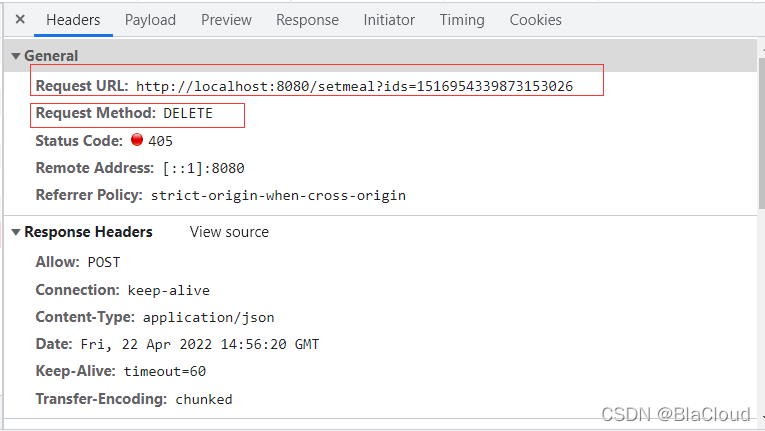 × Headers Payload Preview Response Initiator Timing Cookies
▼ General
Request URL: http://localhost:8080/setmeal?ids=1516954339873153026
Request Method: DELETE
Status Code: 405
Remote Address: [::1]:8080
Referrer Policy: strict-origin-when-cross-origin
▼ Response Headers View source
Allow: POST
Connection: keep-alive
Content-Type: application/json
Date: Fri, 22 Apr 2022 14:56:20 GMT
Keep-Alive: timeout=60
Transfer-Encoding: chunked
CSDN @BlaCloud